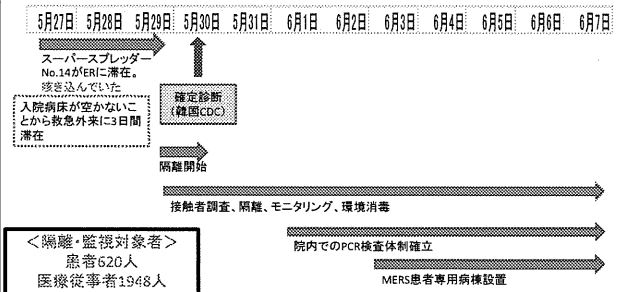 5月27日 5月28日 5月29日 5月30日 5月31日 6月1日 6月2日 6月3日 6月4日 6月5日 6月6日 6月7日
スーパースプレッダー
No.14がERに滞在。
咳き込んでいた
入院病床が空かないこ
とから救急外来に3日間
滞在
確定診断
(韓国CDC)
隔離開始
接触者調査、隔離、モニタリング、環境消毒
院内でのPCR検査体制確立
MERS患者専用病棟設置
<隔離・監視対象者>
患者620人
医療従事者1948人